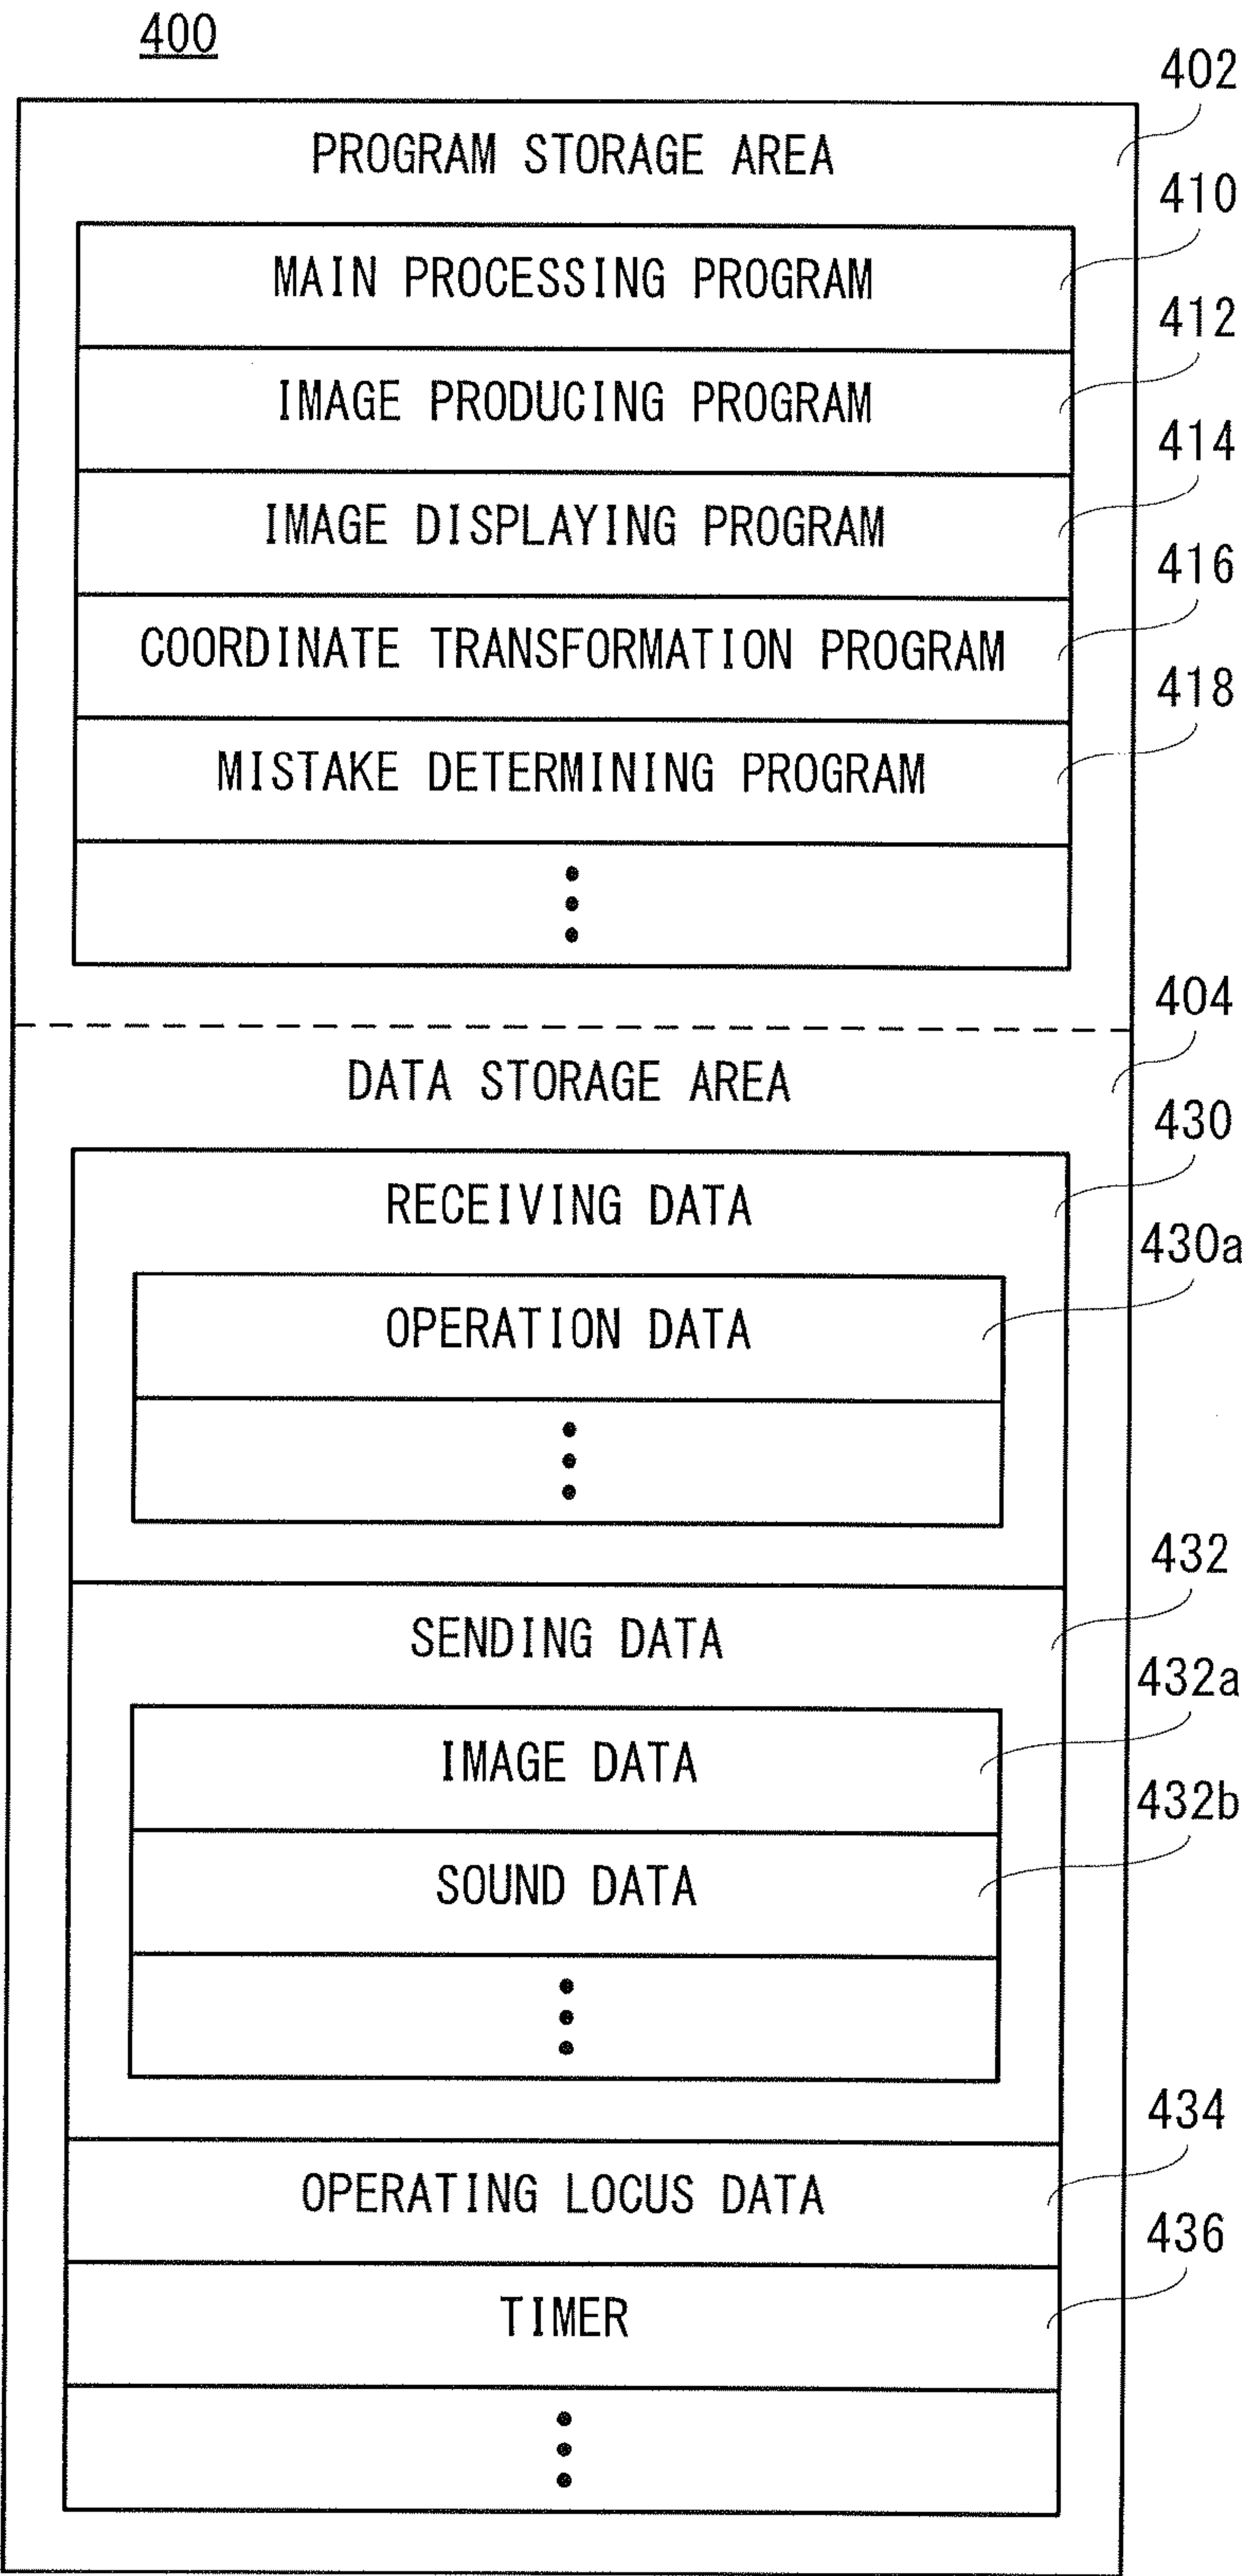 400
402
PROGRAM STORAGE AREA
410
MAIN PROCESSING PROGRAM
412
IMAGE PRODUCING PROGRAM
414
IMAGE DISPLAYING PROGRAM
416
COORDINATE TRANSFORMATION PROGRAM
418
MISTAKE DETERMINING PROGRAM
404
DATA STORAGE AREA
430
RECEIVING DATA
430a
OPERATION DATA
432
SENDING DATA
432a
IMAGE DATA
432b
SOUND DATA
434
OPERATING LOCUS DATA
436
TIMER